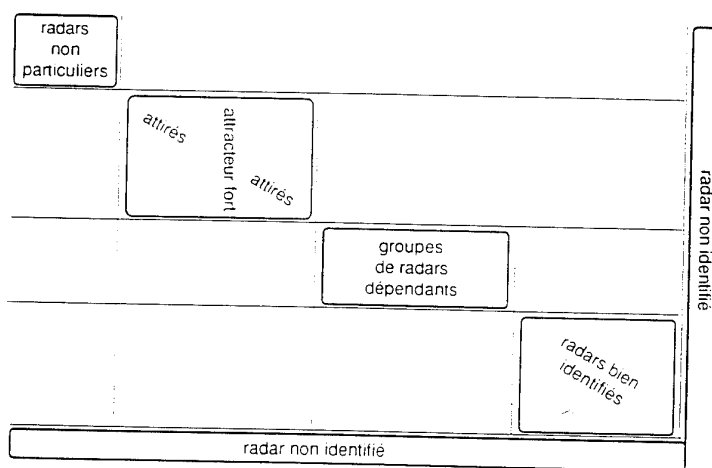 radars
non
particuliers
attirés
attracteur fort
attirés
groupes
de radars
dépendants
radars bien
identifiés
radar non identifié
radar non identifié